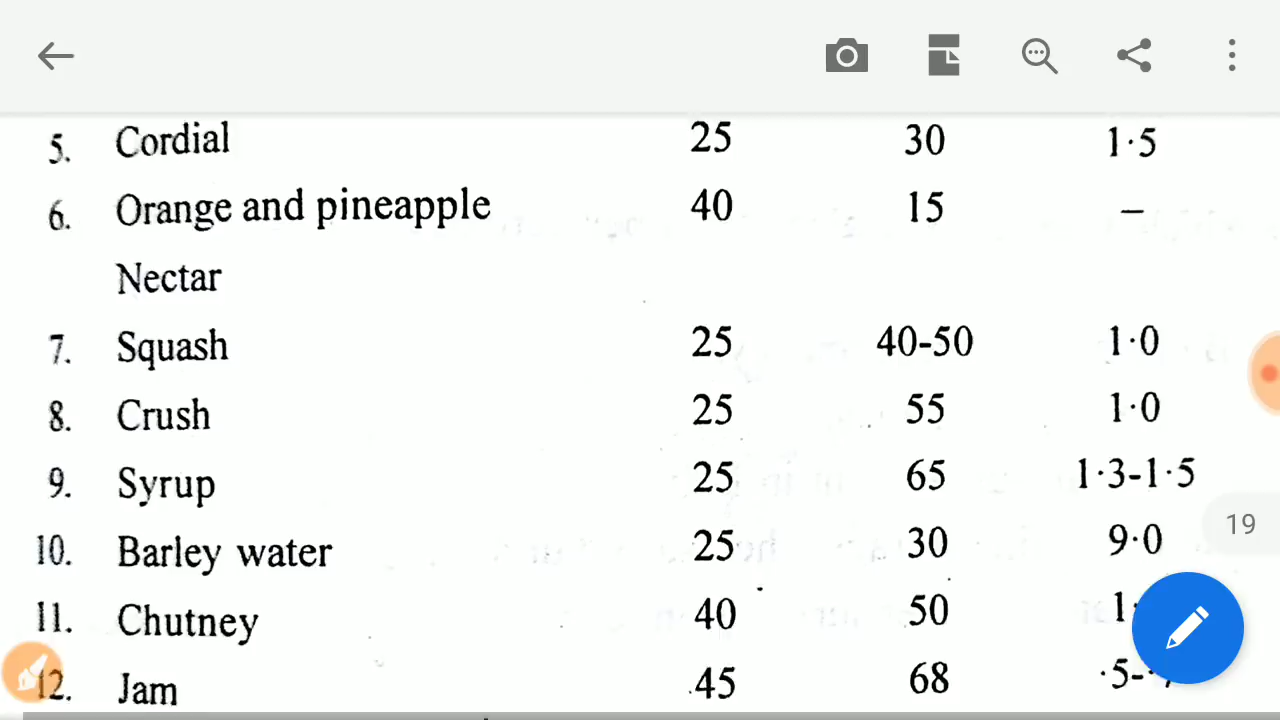 5. Cordial 25 30 1·5
6. Orange and pineapple 40 15 –
Nectar
7. Squash 25 40-50 1·0
8. Crush 25 55 1·0
9. Syrup 25 65 1·3-1·5
19
10. Barley water 25 30 9·0
11. Chutney 40 50
12. Jam 45 68